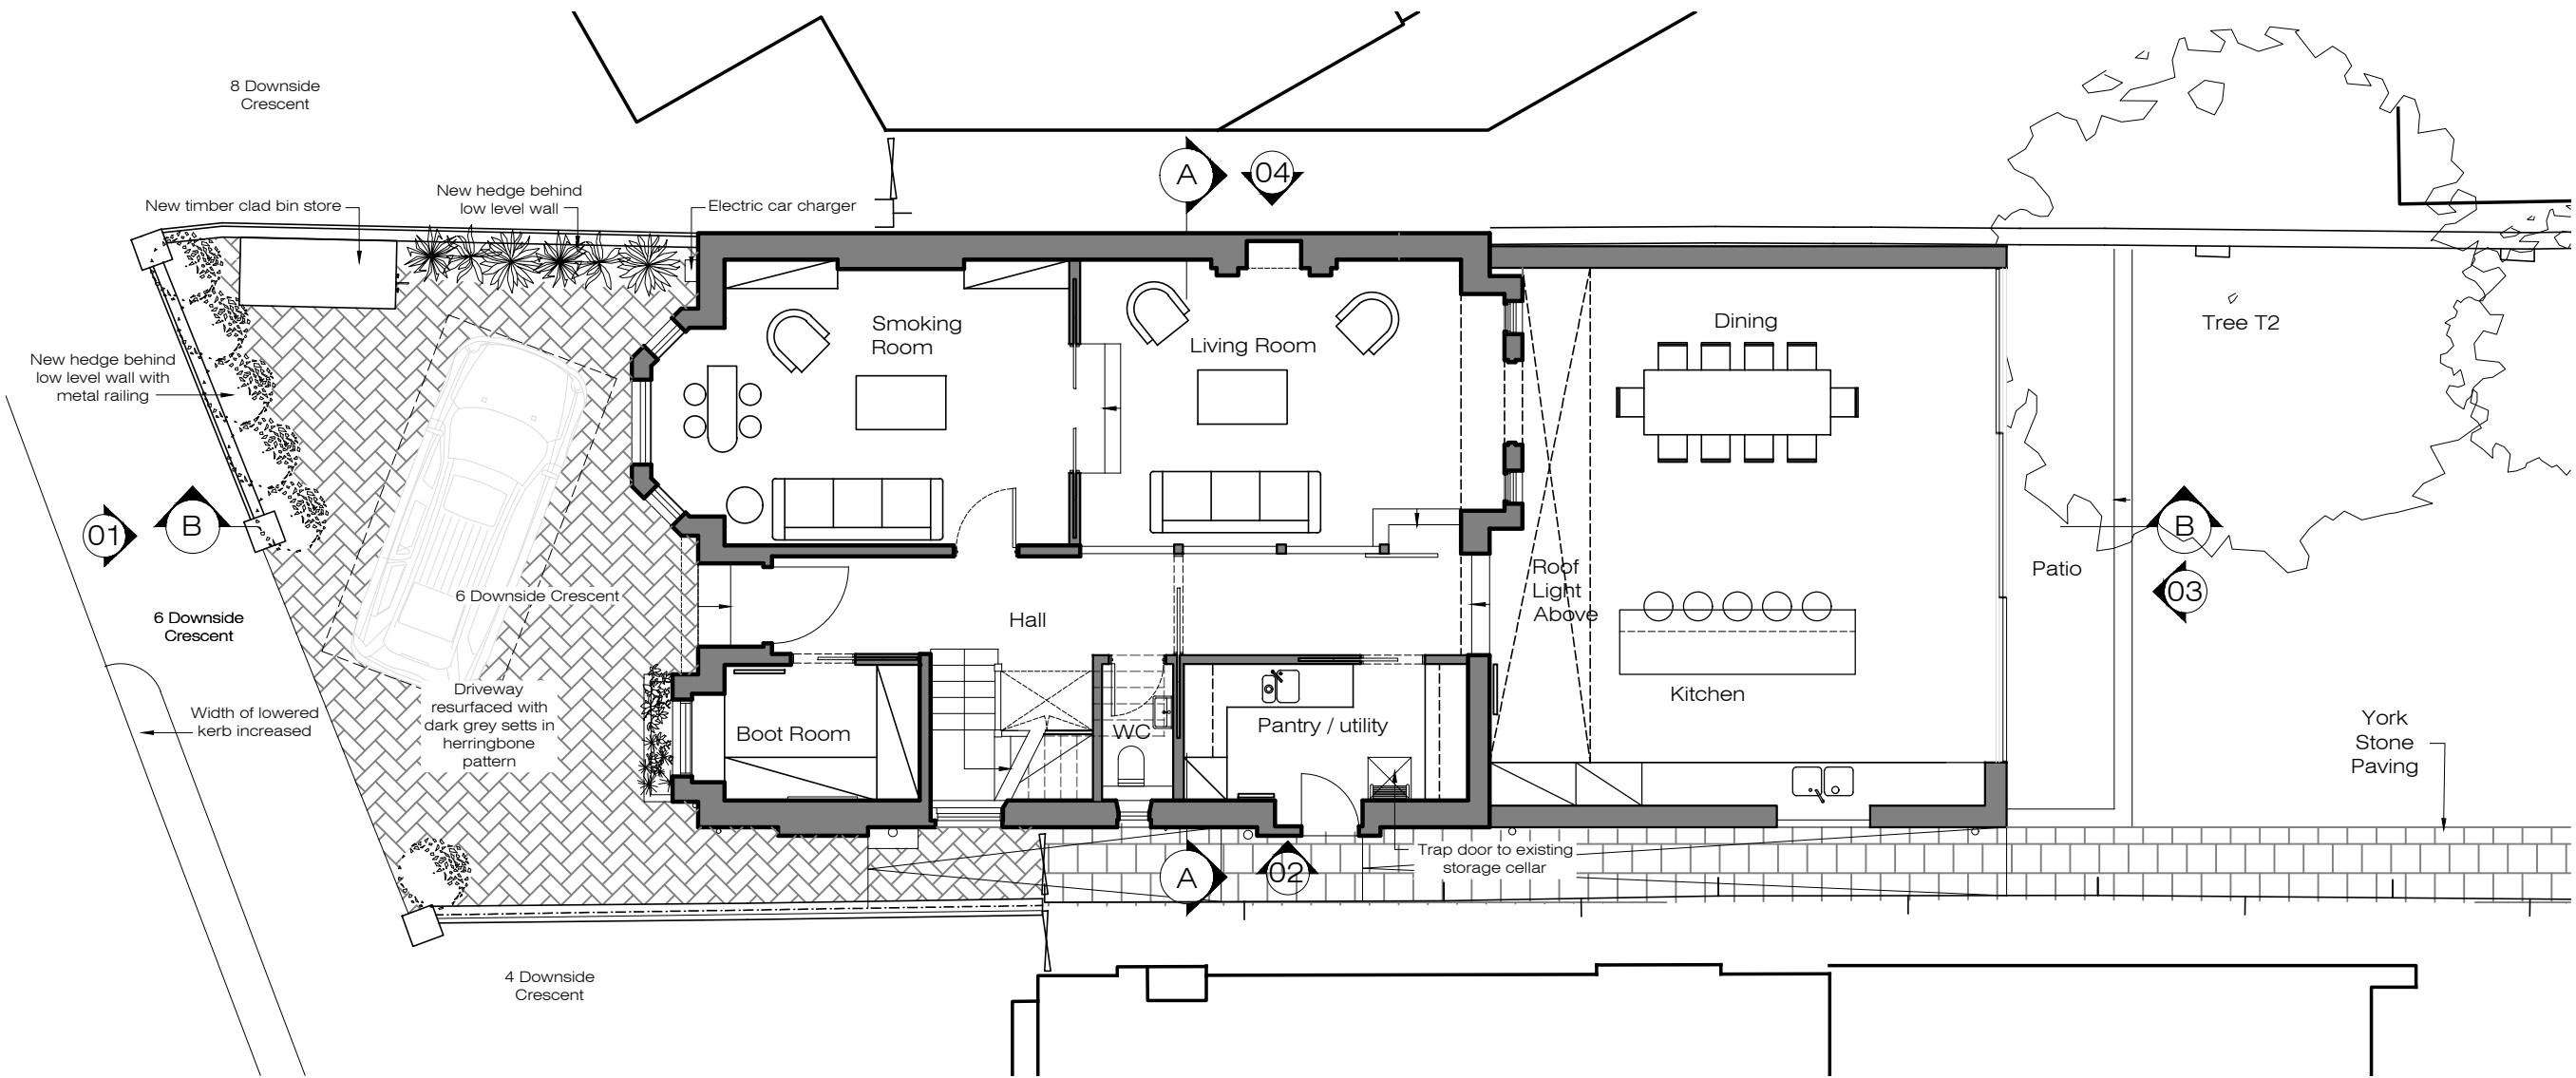 8 Downside
Crescent
New timber clad bin store
New hedge behind
low level wall
Electric car charger
A
04
New hedge behind
low level wall with
metal railing
Smoking
Room
Living Room
Dining
Tree T2
01
B
6 Downside Crescent
6 Downside
Crescent
Hall
Roof
Light
Above
Kitchen
Patio
B
03
Width of lowered
kerb increased
Driveway
resurfaced with
dark grey setts in
herringbone
pattern
Boot Room
WC
Pantry / utility
York
Stone
Paving
A
02
Trap door to existing
storage cellar
4 Downside
Crescent